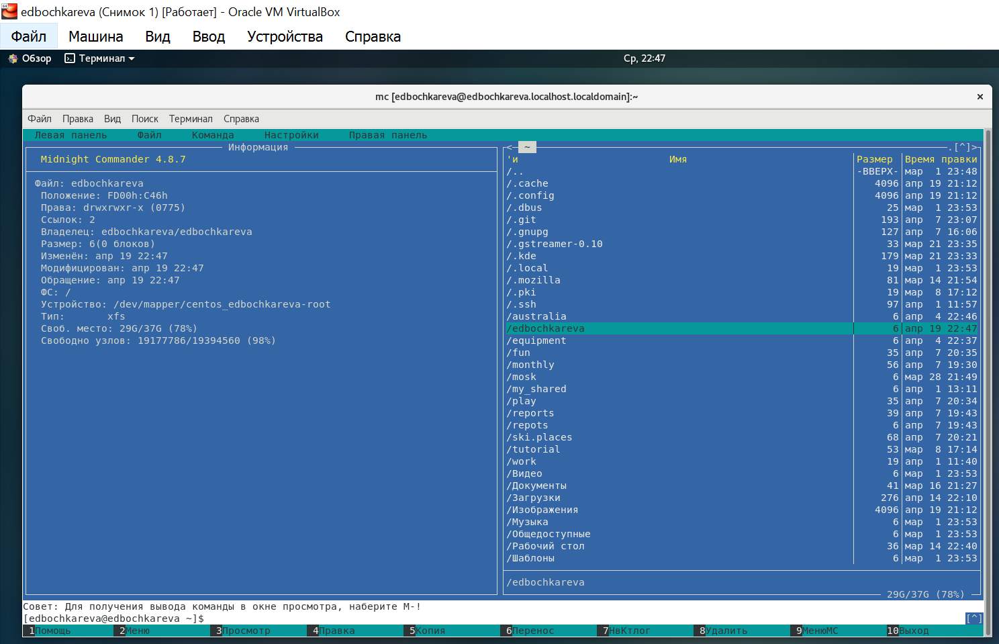 edbochkareva (Снимок 1) [Работает] - Oracle VM VirtualBox
Файл Машина Вид Ввод Устройства Справка
Обзор Терминал Ср, 22:47
mc [edbochkareva@edbochkareva.localhost.localdomain]:~ ×
Файл Правка Вид Поиск Терминал Справка
Левая панель Файл Команда Настройки Правая панель
Информация
Midnight Commander 4.8.7
Файл: edbochkareva
Положение: FD00h:C46h
Права: drwxrwxr-x (0775)
Ссылок: 2
Владелец: edbochkareva/edbochkareva
Размер: 6(0 блоков)
Изменён: апр 19 22:47
Модифицирован: апр 19 22:47
Обращение: апр 19 22:47
ФС: /
Устройство: /dev/mapper/centos_edbochkareva-root
Тип: xfs
Своб. место: 29G/37G (78%)
Свободно узлов: 19177786/19394560 (98%)
<─ ~ .[^]>
'и Имя Размер Время правки
/.. -ВВЕРХ- мар 1 23:48
/.cache 4096 апр 19 21:12
/.config 4096 апр 19 21:12
/.dbus 25 мар 1 23:53
/.git 193 апр 7 23:07
/.gnupg 127 апр 7 16:06
/.gstreamer-0.10 33 мар 21 23:35
/.kde 179 мар 21 23:33
/.local 19 мар 1 23:53
/.mozilla 81 мар 14 21:54
/.pki 19 мар 8 17:12
/.ssh 97 апр 1 11:57
/australia 6 апр 4 22:46
/edbochkareva 6 апр 19 22:47
/equipment 6 апр 4 22:37
/fun 35 апр 7 20:35
/monthly 56 апр 7 19:30
/mosk 6 мар 28 21:49
/my_shared 6 апр 1 13:11
/play 35 апр 7 20:34
/reports 39 апр 7 19:43
/repots 6 апр 7 19:43
/ski.places 68 апр 7 20:21
/tutorial 53 мар 8 17:14
/work 19 апр 1 11:40
/Видео 6 мар 1 23:53
/Документы 41 мар 16 21:27
/Загрузки 276 апр 14 22:10
/Изображения 4096 апр 19 21:12
/Музыка 6 мар 1 23:53
/Общедоступные 6 мар 1 23:53
/Рабочий стол 36 мар 14 22:40
/Шаблоны 6 мар 1 23:53
/edbochkareva
29G/37G (78%)
Совет: Для получения вывода команды в окне просмотра, наберите M-!
[edbochkareva@edbochkareva ~]$ [^]
1Помощь 2Меню 3Просмотр 4Правка 5Копия 6Перенос 7НвКтлог 8Удалить 9МенюМС 10Выход